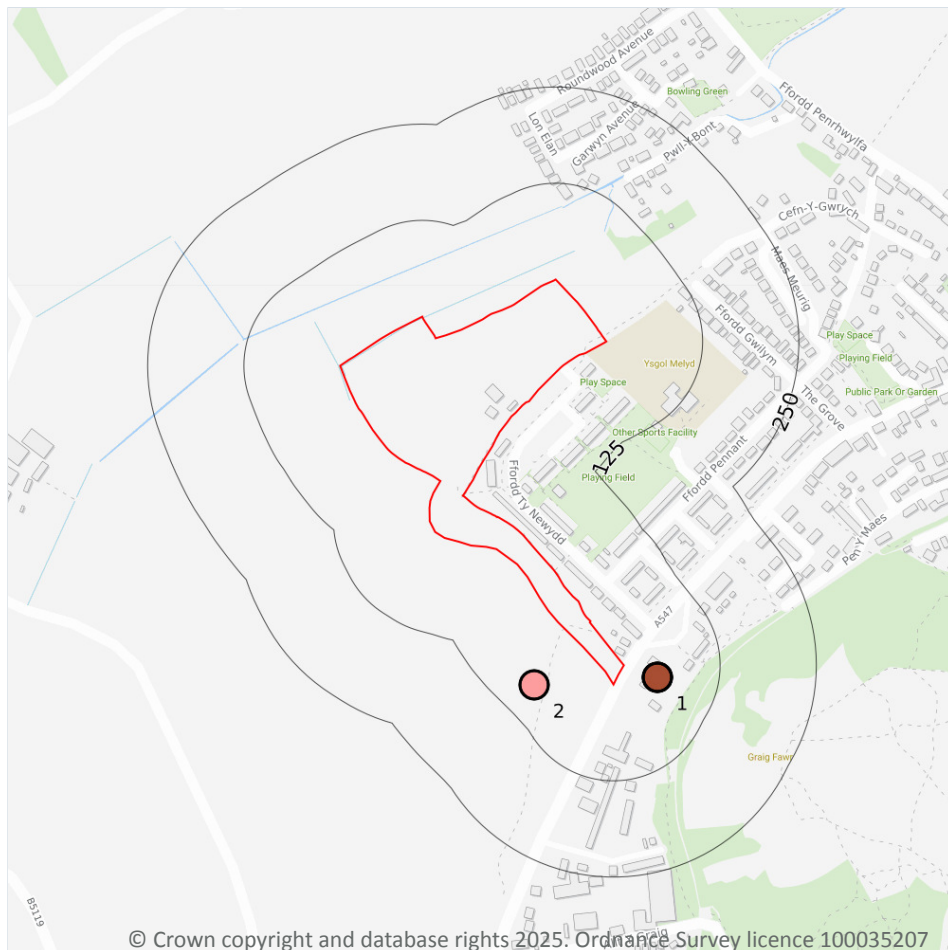 Roundwood Avenue
Bowling Green
Ffordd Penrhwylfa
Lon Elan
Garwyn Avenue
Pwll-Y-Bont
Cefn-Y-Gwrych
Maes Meurig
Ffordd Gwilym
Play Space
Ysgol Melyd
Playing Field
The Grove
Play Space
Public Park Or Garden
250
Other Sports Facility
125
Ffordd Pennant
Playing Field
Ffordd Ty Newydd
Pen Y Maes
A547
1
2
Graig Fawr
B5119
Graig
© Crown copyright and database rights 2025. Ordnance Survey licence 100035207